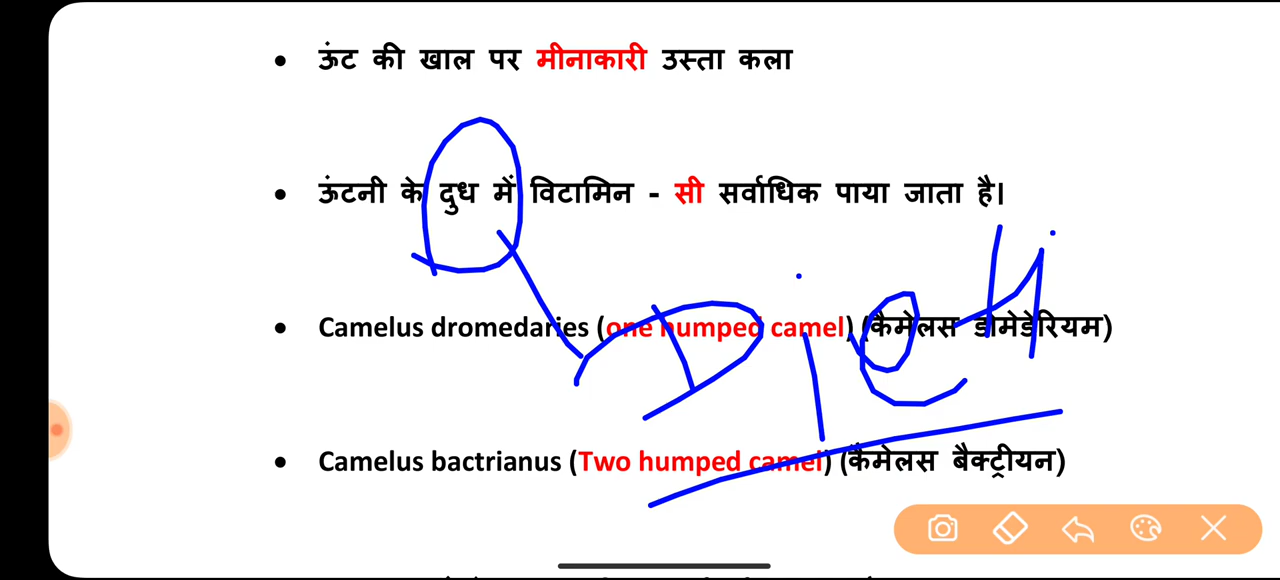 • ऊंट की खाल पर मीनाकारी उस्ता कला
• ऊंटनी के दुध में विटामिन - सी सर्वाधिक पाया जाता है।
• Camelus dromedaries (one humped camel) (कैमेलस डोमेडेरियम)
• Camelus bactrianus (Two humped camel) (कैमेलस बैक्ट्रीयन)